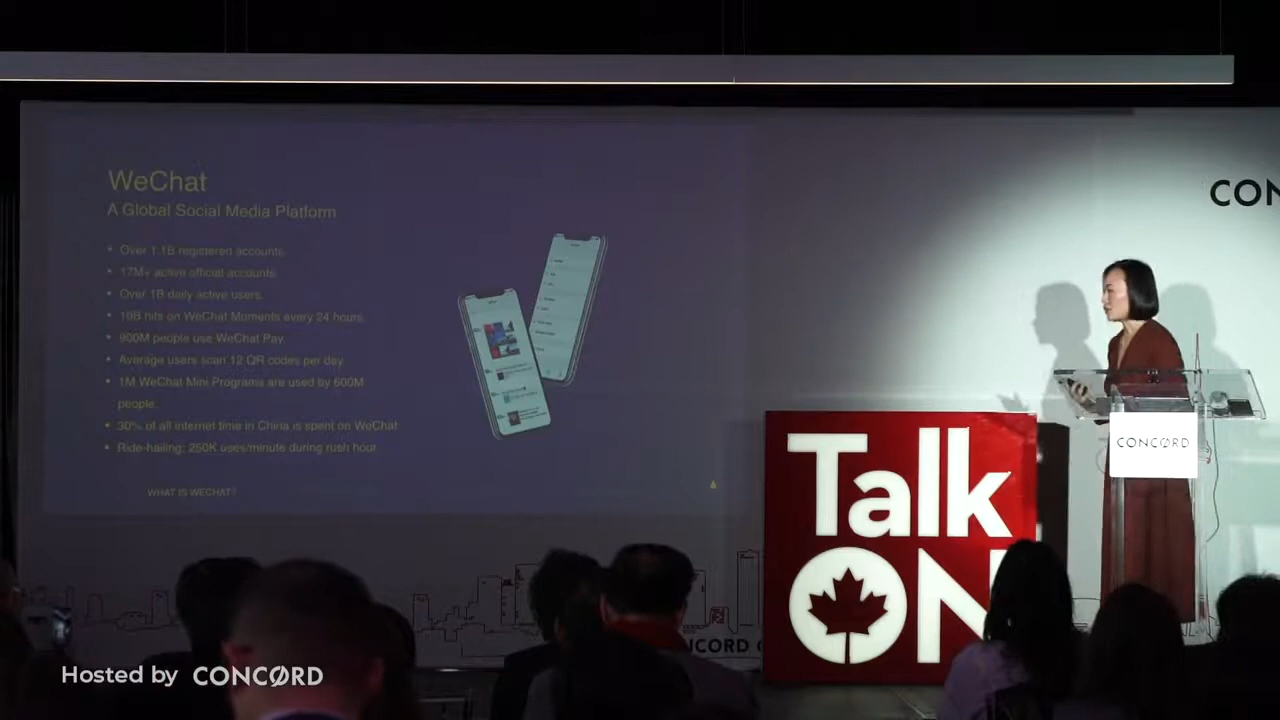 WeChat
A Global Social Media Platform
• Over 1.1B registered accounts.
• 17M+ active official accounts.
• Over 1B daily active users.
• 19B hits on WeChat Moments every 24 hours.
• 900M people use WeChat Pay.
• Average users scan 12 QR codes per day.
• 1M WeChat Mini Programs are used by 600M
people.
• 30% of all internet time in China is spent on WeChat
• Ride-hailing: 250K uses/minute during rush hour.
WHAT IS WECHAT?
CON
CONCORD
Talk
ON
NCORD
Hosted by CONCORD